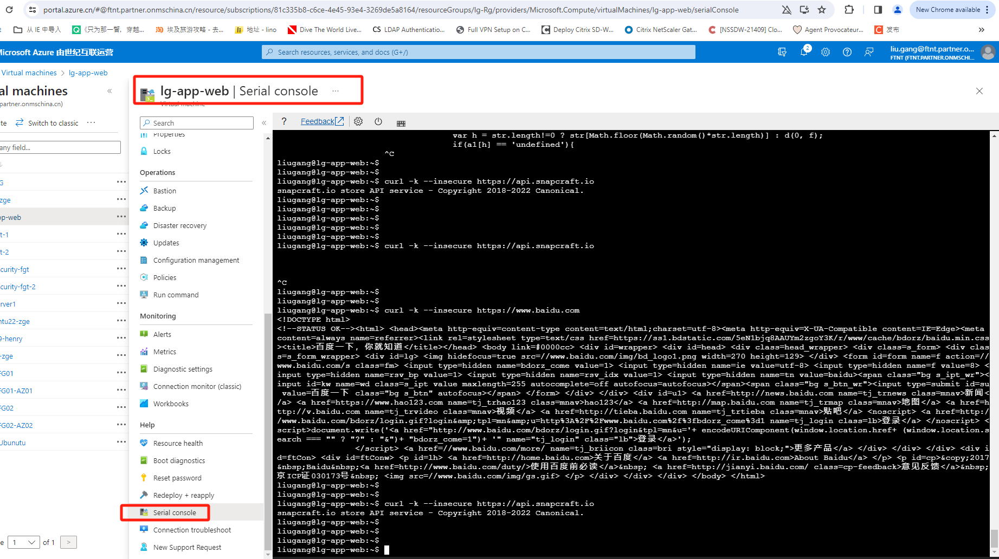 portal.azure.cn/#@ftnt.partner.onmschina.cn/resource/subscriptions/81c335b8-c6ce-4e45-93e4-3269de5a8164/resourceGroups/lg-Rg/providers/Microsoft.Compute/virtualMachines/lg-app-web/serialConsole
New Chrome available
从 IE 中导入
《只为那一瞥，穿越...
埃及旅游攻略 - 去...
地址 - lino
Dive The World Live...
CS LDAP Authenticatio...
Full VPN Setup on C...
Deploy Citrix SD-W...
Citrix NetScaler Gat...
[NSSDW-21409] Clo...
Agent Provocateur...
发布
»
Microsoft Azure 由世纪互联运营
Search resources, services, and docs (G+/)
2
liu.gang@ftnt.partner.o...
FTNT (FTNT.PARTNER.ONMSCHI...
Virtual machines > lg-app-web
al machines
partner.onmschina.cn)
te
Switch to classic
any field...
G
zge
pp-web
t-1
t-2
curity-fgt
curity-fgt-2
rver1
ntu22-zge
9-henry
-zge
FG01
FG01-AZ01
FG02
FG02-AZ02
Ubunutu
e 1 of 1 >
lg-app-web | Serial console ...
Virtual machine
Search
Properties
Locks
Operations
Bastion
Backup
Disaster recovery
Updates
Configuration management
Policies
Run command
Monitoring
Alerts
Metrics
Diagnostic settings
Connection monitor (classic)
Workbooks
Help
Resource health
Boot diagnostics
Reset password
Redeploy + reapply
Serial console
Connection troubleshoot
New Support Request
? Feedback
var h = str.length!=0 ? str[Math.floor(Math.random()*str.length)] : d(0, f);
if(a1[h] == 'undefined'){
^C
liugang@lg-app-web:~$
liugang@lg-app-web:~$
liugang@lg-app-web:~$ curl -k --insecure https://api.snapcraft.io
snapcraft.io store API service - Copyright 2018-2022 Canonical.
liugang@lg-app-web:~$
liugang@lg-app-web:~$
liugang@lg-app-web:~$
liugang@lg-app-web:~$
liugang@lg-app-web:~$
liugang@lg-app-web:~$ curl -k --insecure https://api.snapcraft.io
^C
liugang@lg-app-web:~$
liugang@lg-app-web:~$
liugang@lg-app-web:~$ curl -k --insecure https://www.baidu.com
<!DOCTYPE html>
<!--STATUS OK--><html> <head><meta http-equiv=content-type content=text/html;charset=utf-8><meta http-equiv=X-UA-Compatible content=IE=Edge><meta
content=always name=referrer><link rel=stylesheet type=text/css href=https://ss1.bdstatic.com/5eN1bjq8AAUYm2zgoY3K/r/www/cache/bdorz/baidu.min.css
><title>百度一下，你就知道</title></head> <body link=#0000cc> <div id=wrapper> <div id=head> <div class=head_wrapper> <div class=s_form> <div clas
s=s_form_wrapper> <div id=lg> <img hidefocus=true src=//www.baidu.com/img/bd_logo1.png width=270 height=129> </div> <form id=form name=f action=//
www.baidu.com/s class=fm> <input type=hidden name=bdorz_come value=1> <input type=hidden name=ie value=utf-8> <input type=hidden name=f value=8> <
input type=hidden name=rsv_bp value=1> <input type=hidden name=rsv_idx value=1> <input type=hidden name=tn value=baidu><span class="bg s_ipt_wr"><
input id=kw name=wd class=s_ipt value maxlength=255 autocomplete=off autofocus=autofocus></span><span class="bg s_btn_wr"><input type=submit id=su
value=百度一下 class="bg s_btn" autofocus></span> </form> </div> </div> <div id=u1> <a href=http://news.baidu.com name=tj_trnews class=mnav>新闻<
/a> <a href=https://www.hao123.com name=tj_trhao123 class=mnav>hao123</a> <a href=http://map.baidu.com name=tj_trmap class=mnav>地图</a> <a href=h
ttp://v.baidu.com name=tj_trvideo class=mnav>视频</a> <a href=http://tieba.baidu.com name=tj_trtieba class=mnav>贴吧</a> <noscript> <a href=http:/
/www.baidu.com/bdorz/login.gif?login&amp;tpl=mn&amp;u=http%3A%2F%2Fwww.baidu.com%2f%3fbdorz_come%3d1 name=tj_login class=lb>登录</a> </noscript> <
script>document.write('<a href="http://www.baidu.com/bdorz/login.gif?login&tpl=mn&u='+ encodeURIComponent(window.location.href+ (window.location.s
earch === "" ? "?" : "&")+ "bdorz_come=1")+ '" name="tj_login" class="lb">登录</a>');
</script> <a href=//www.baidu.com/more/ name=tj_briicon class=bri style="display: block;">更多产品</a> </div> </div> </div> <div i
d=ftCon> <div id=ftConw> <p id=lh> <a href=http://home.baidu.com>关于百度</a> <a href=http://ir.baidu.com>About Baidu</a> </p> <p id=cp>&copy;2017
&nbsp;Baidu&nbsp;<a href=http://www.baidu.com/duty/>使用百度前必读</a>&nbsp; <a href=http://jianyi.baidu.com/ class=cp-feedback>意见反馈</a>&nbsp;
京ICP证030173号&nbsp; <img src=//www.baidu.com/img/gs.gif> </p> </div> </div> </div> </body> </html>
liugang@lg-app-web:~$
liugang@lg-app-web:~$
liugang@lg-app-web:~$ curl -k --insecure https://api.snapcraft.io
snapcraft.io store API service - Copyright 2018-2022 Canonical.
liugang@lg-app-web:~$
liugang@lg-app-web:~$
liugang@lg-app-web:~$
liugang@lg-app-web:~$